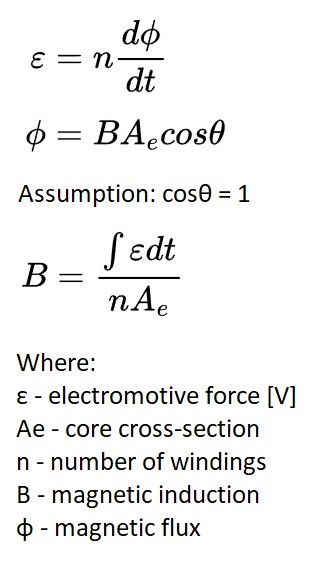 ε = n dϕ/dt
ϕ = BAₑcosθ
Assumption: cosθ = 1
B = ∫ εdt / nAₑ
Where:
ε - electromotive force [V]
Ae - core cross-section
n - number of windings
B - magnetic induction
ϕ - magnetic flux